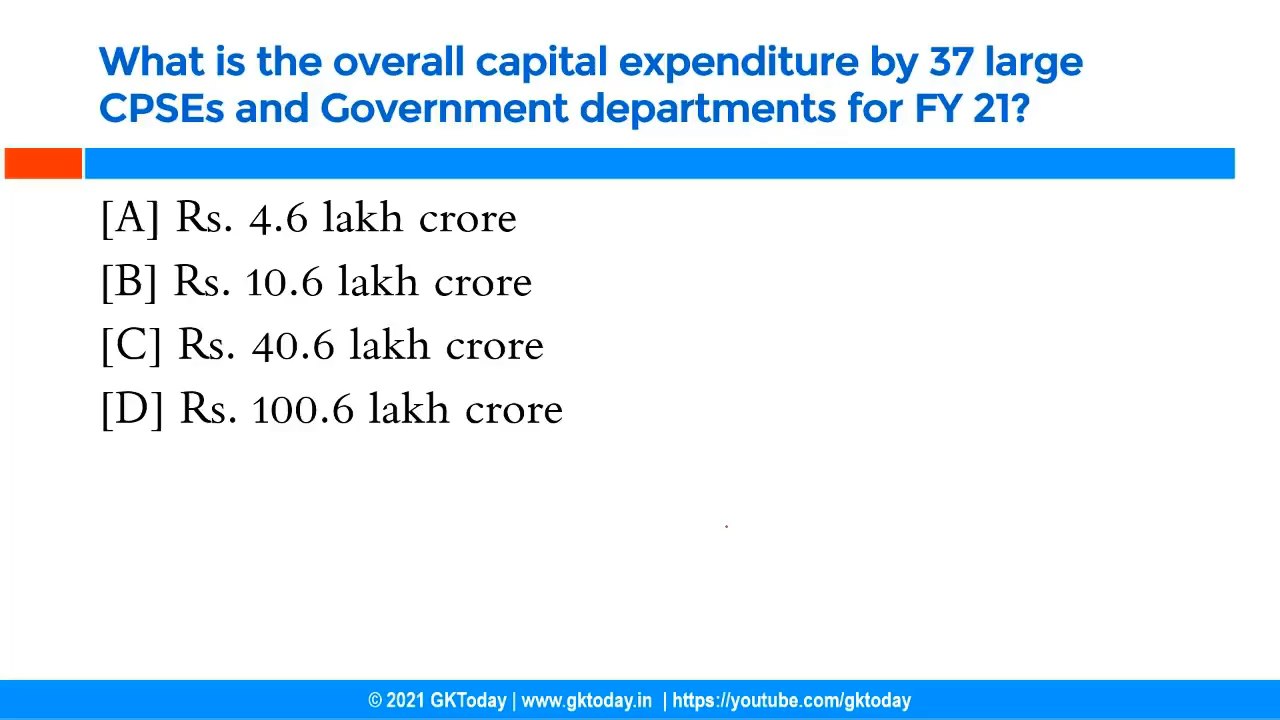 What is the overall capital expenditure by 37 large
CPSEs and Government departments for FY 21?
[A] Rs. 4.6 lakh crore
[B] Rs. 10.6 lakh crore
[C] Rs. 40.6 lakh crore
[D] Rs. 100.6 lakh crore
© 2021 GKToday | www.gktoday.in | https://youtube.com/gktoday